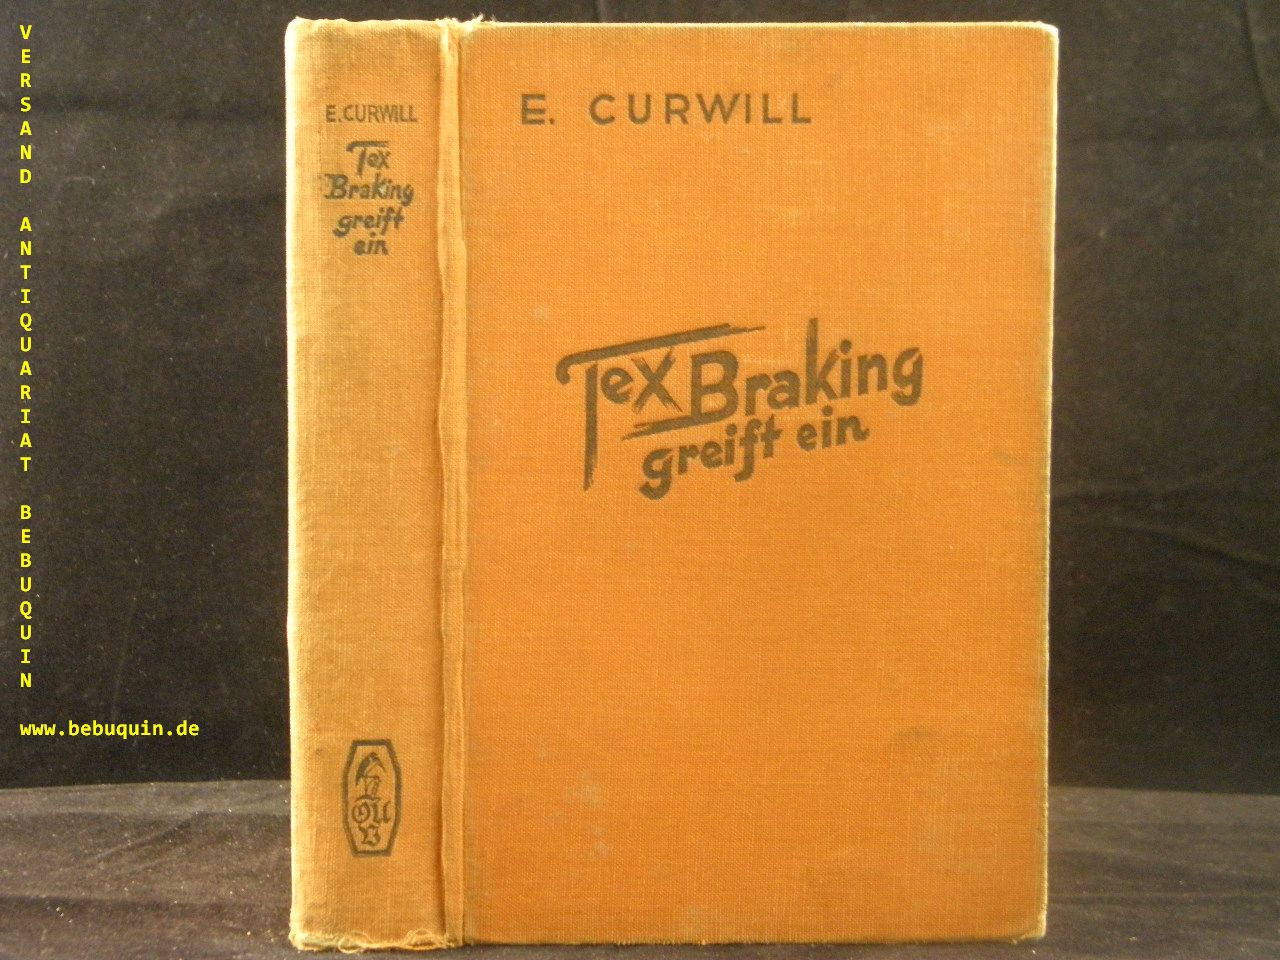 VERSAND ANTIQUARIAT BEBUQUIN
www.bebuquin.de
E. CURWILL
Tex
Braking
greift
ein
E. CURWILL
Tex Braking
greift ein